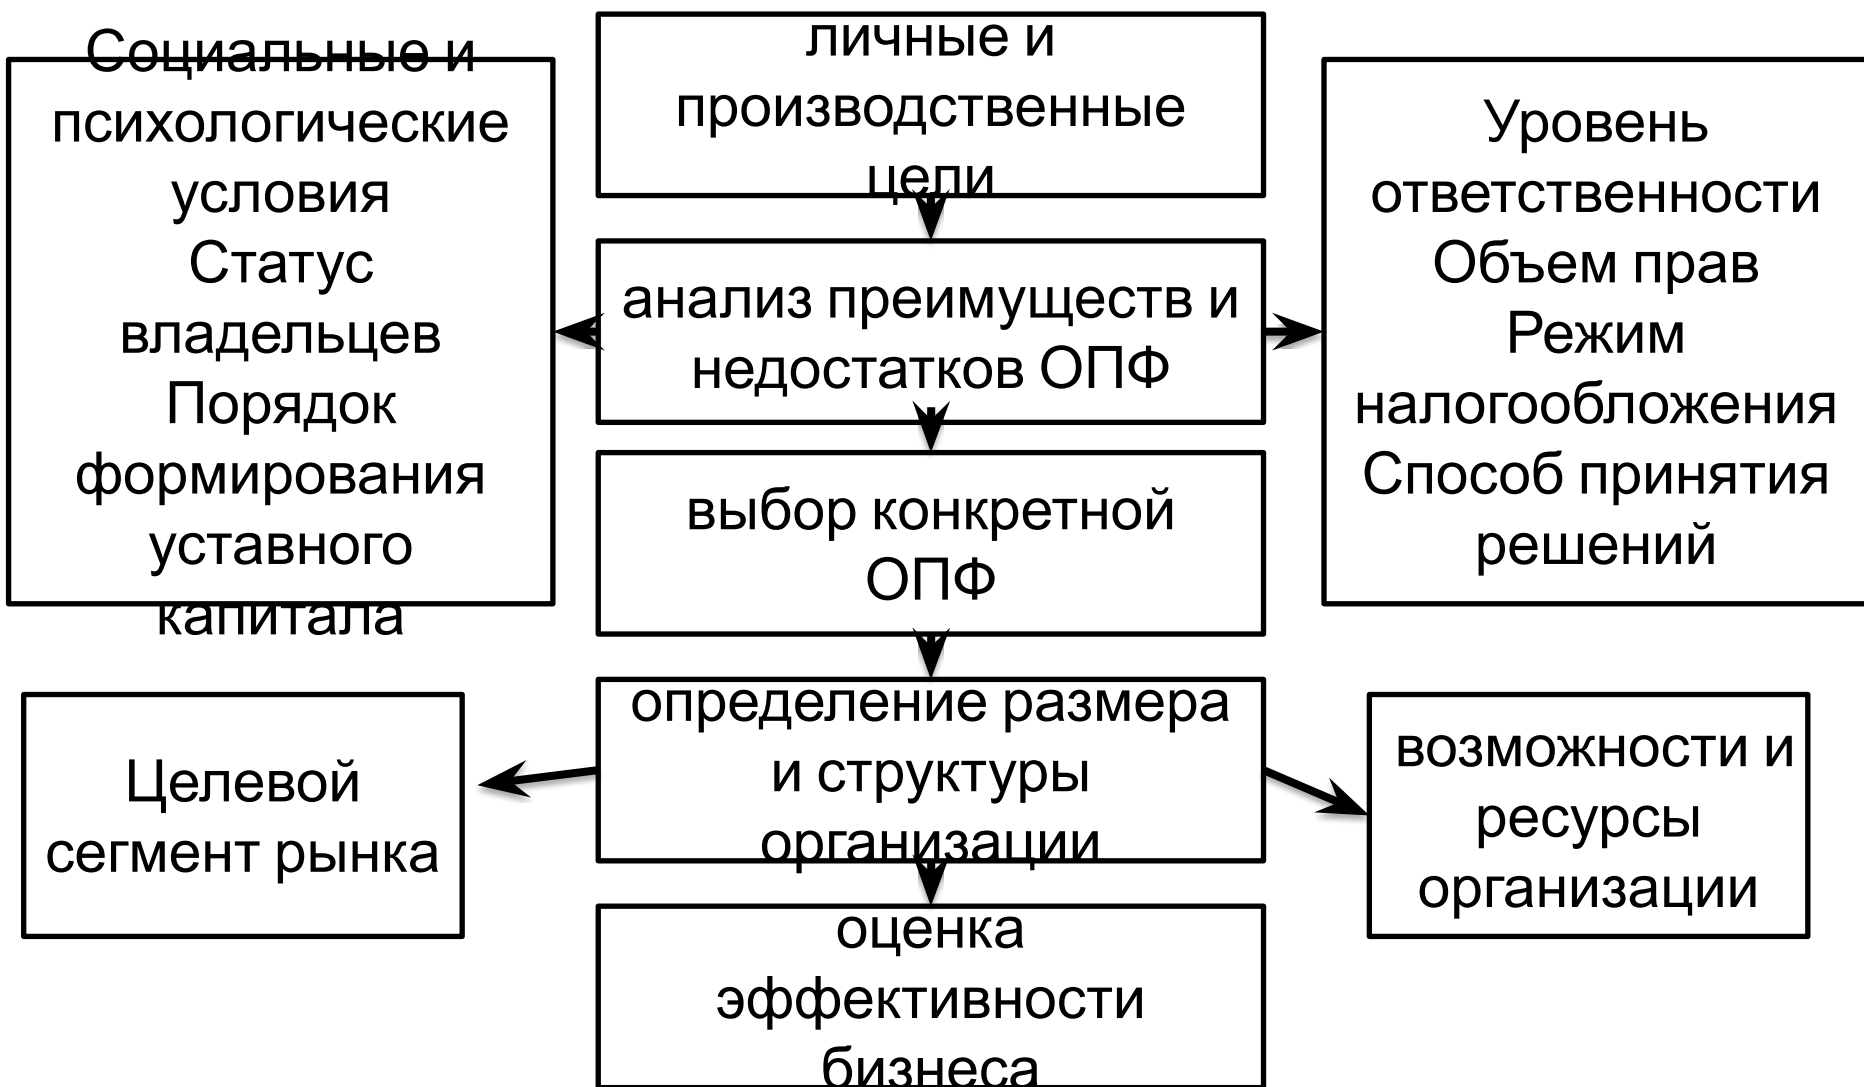 Социальные и
психологические
условия
Статус
владельцев
Порядок
формирования
уставного
капитала
личные и
производственные
цели
анализ преимуществ и
недостатков ОПФ
выбор конкретной
ОПФ
определение размера
и структуры
организации
оценка
эффективности
бизнеса
Уровень
ответственности
Объем прав
Режим
налогообложения
Способ принятия
решений
Целевой
сегмент рынка
возможности и
ресурсы
организации